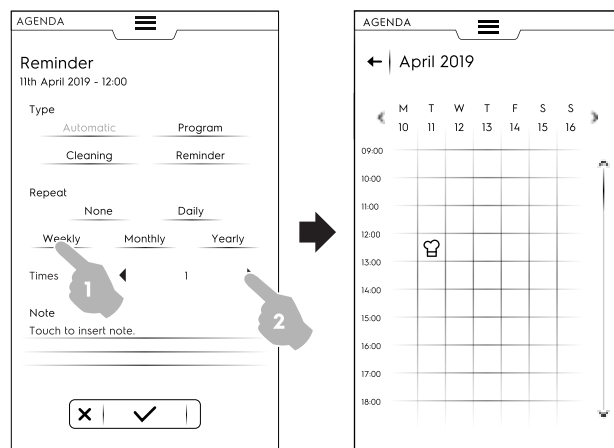 AGENDA
Reminder
11th April 2019 - 12:00
Type
Automatic Program
Cleaning Reminder
Repeat
None Daily
Weekly Monthly Yearly
Times 1
1
2
Note
Touch to insert note.
AGENDA
April 2019
M T W T F S S
10 11 12 13 14 15 16
09:00
10:00
11:00
12:00
13:00
14:00
15:00
16:00
17:00
18:00